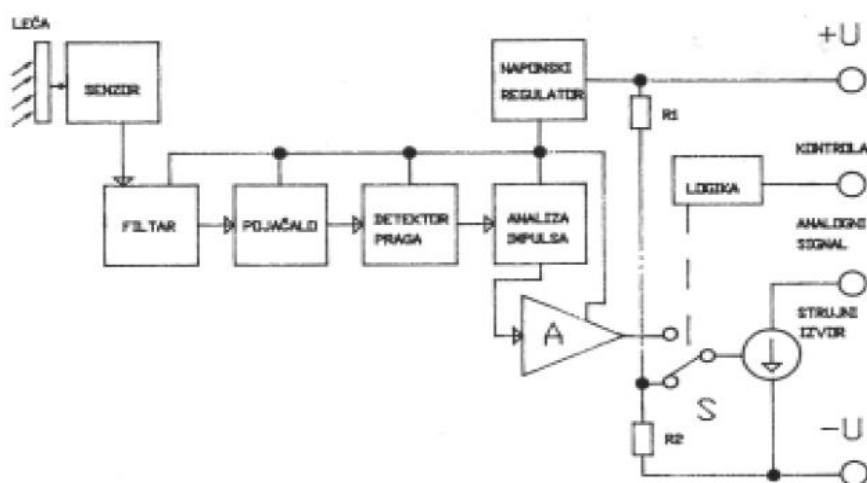 LEĆA
SENZOR
NAPONSKI
REGULATOR
+U
R1
KONTROLA
LOGIKA
FILTAR
POJAČALO
DETEKTOR
PRAGA
ANALIZA
IMPULSA
ANALOGNI
SIGNAL
A
STRUJNI
IZVOR
S
R2
-U